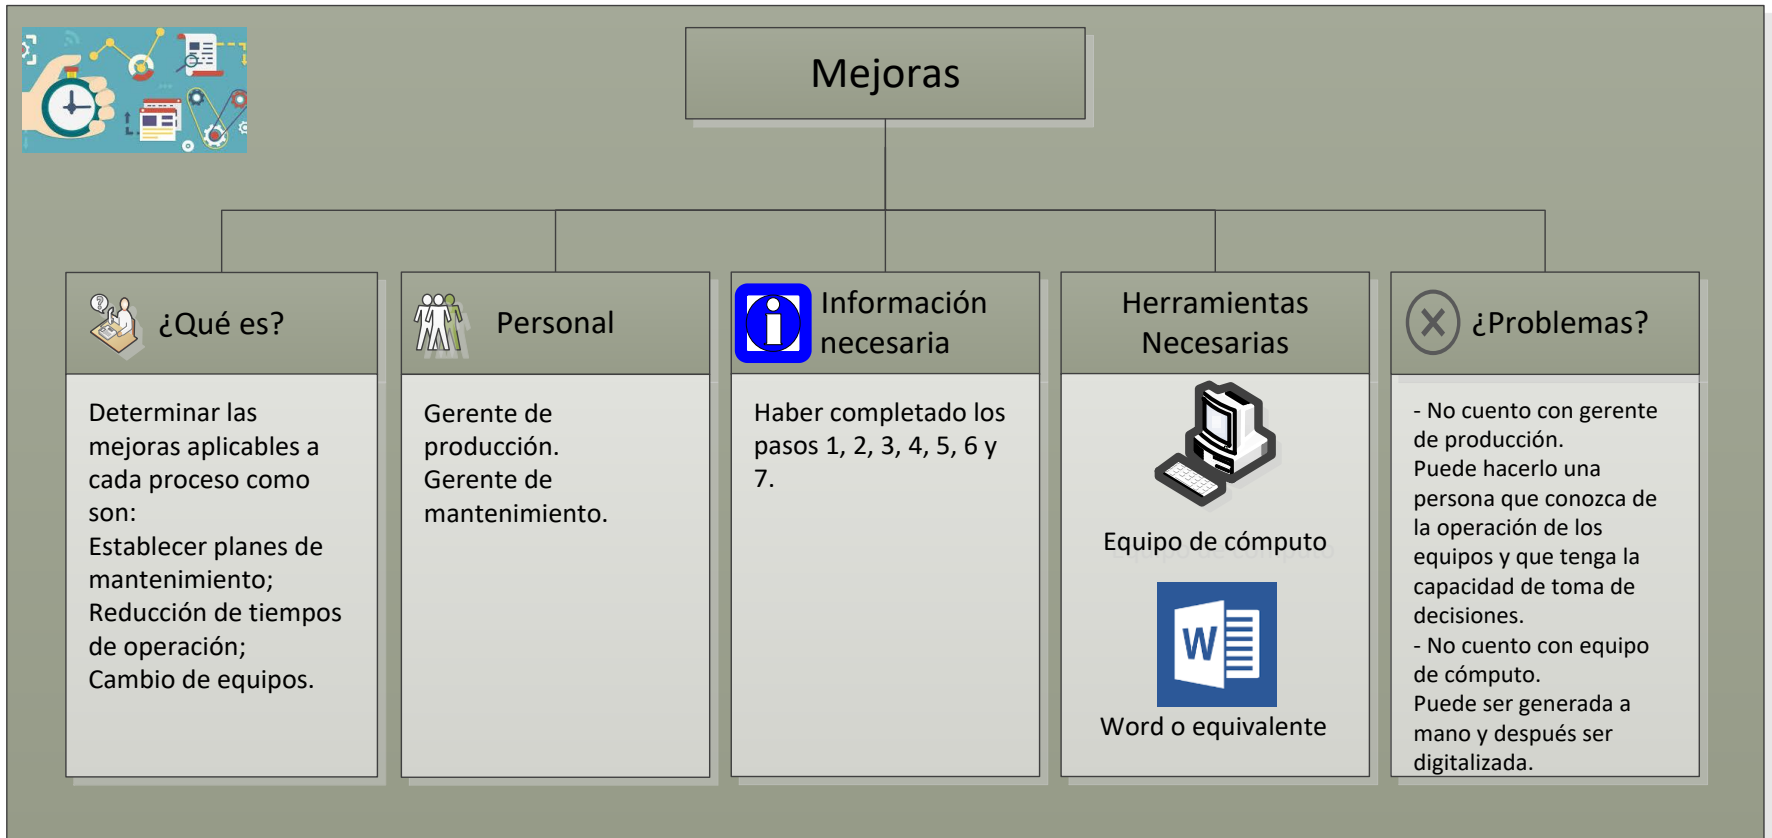 Mejoras
¿Qué es?
Determinar las
mejoras aplicables a
cada proceso como
son:
Establecer planes de
mantenimiento;
Reducción de tiempos
de operación;
Cambio de equipos.
Personal
Gerente de
producción.
Gerente de
mantenimiento.
Información
necesaria
Haber completado los
pasos 1, 2, 3, 4, 5, 6 y
7.
Herramientas
Necesarias
Equipo de cómputo
W
Word o equivalente
¿Problemas?
- No cuento con gerente
de producción.
Puede hacerlo una
persona que conozca de
la operación de los
equipos y que tenga la
capacidad de toma de
decisiones.
- No cuento con equipo
de cómputo.
Puede ser generada a
mano y después ser
digitalizada.